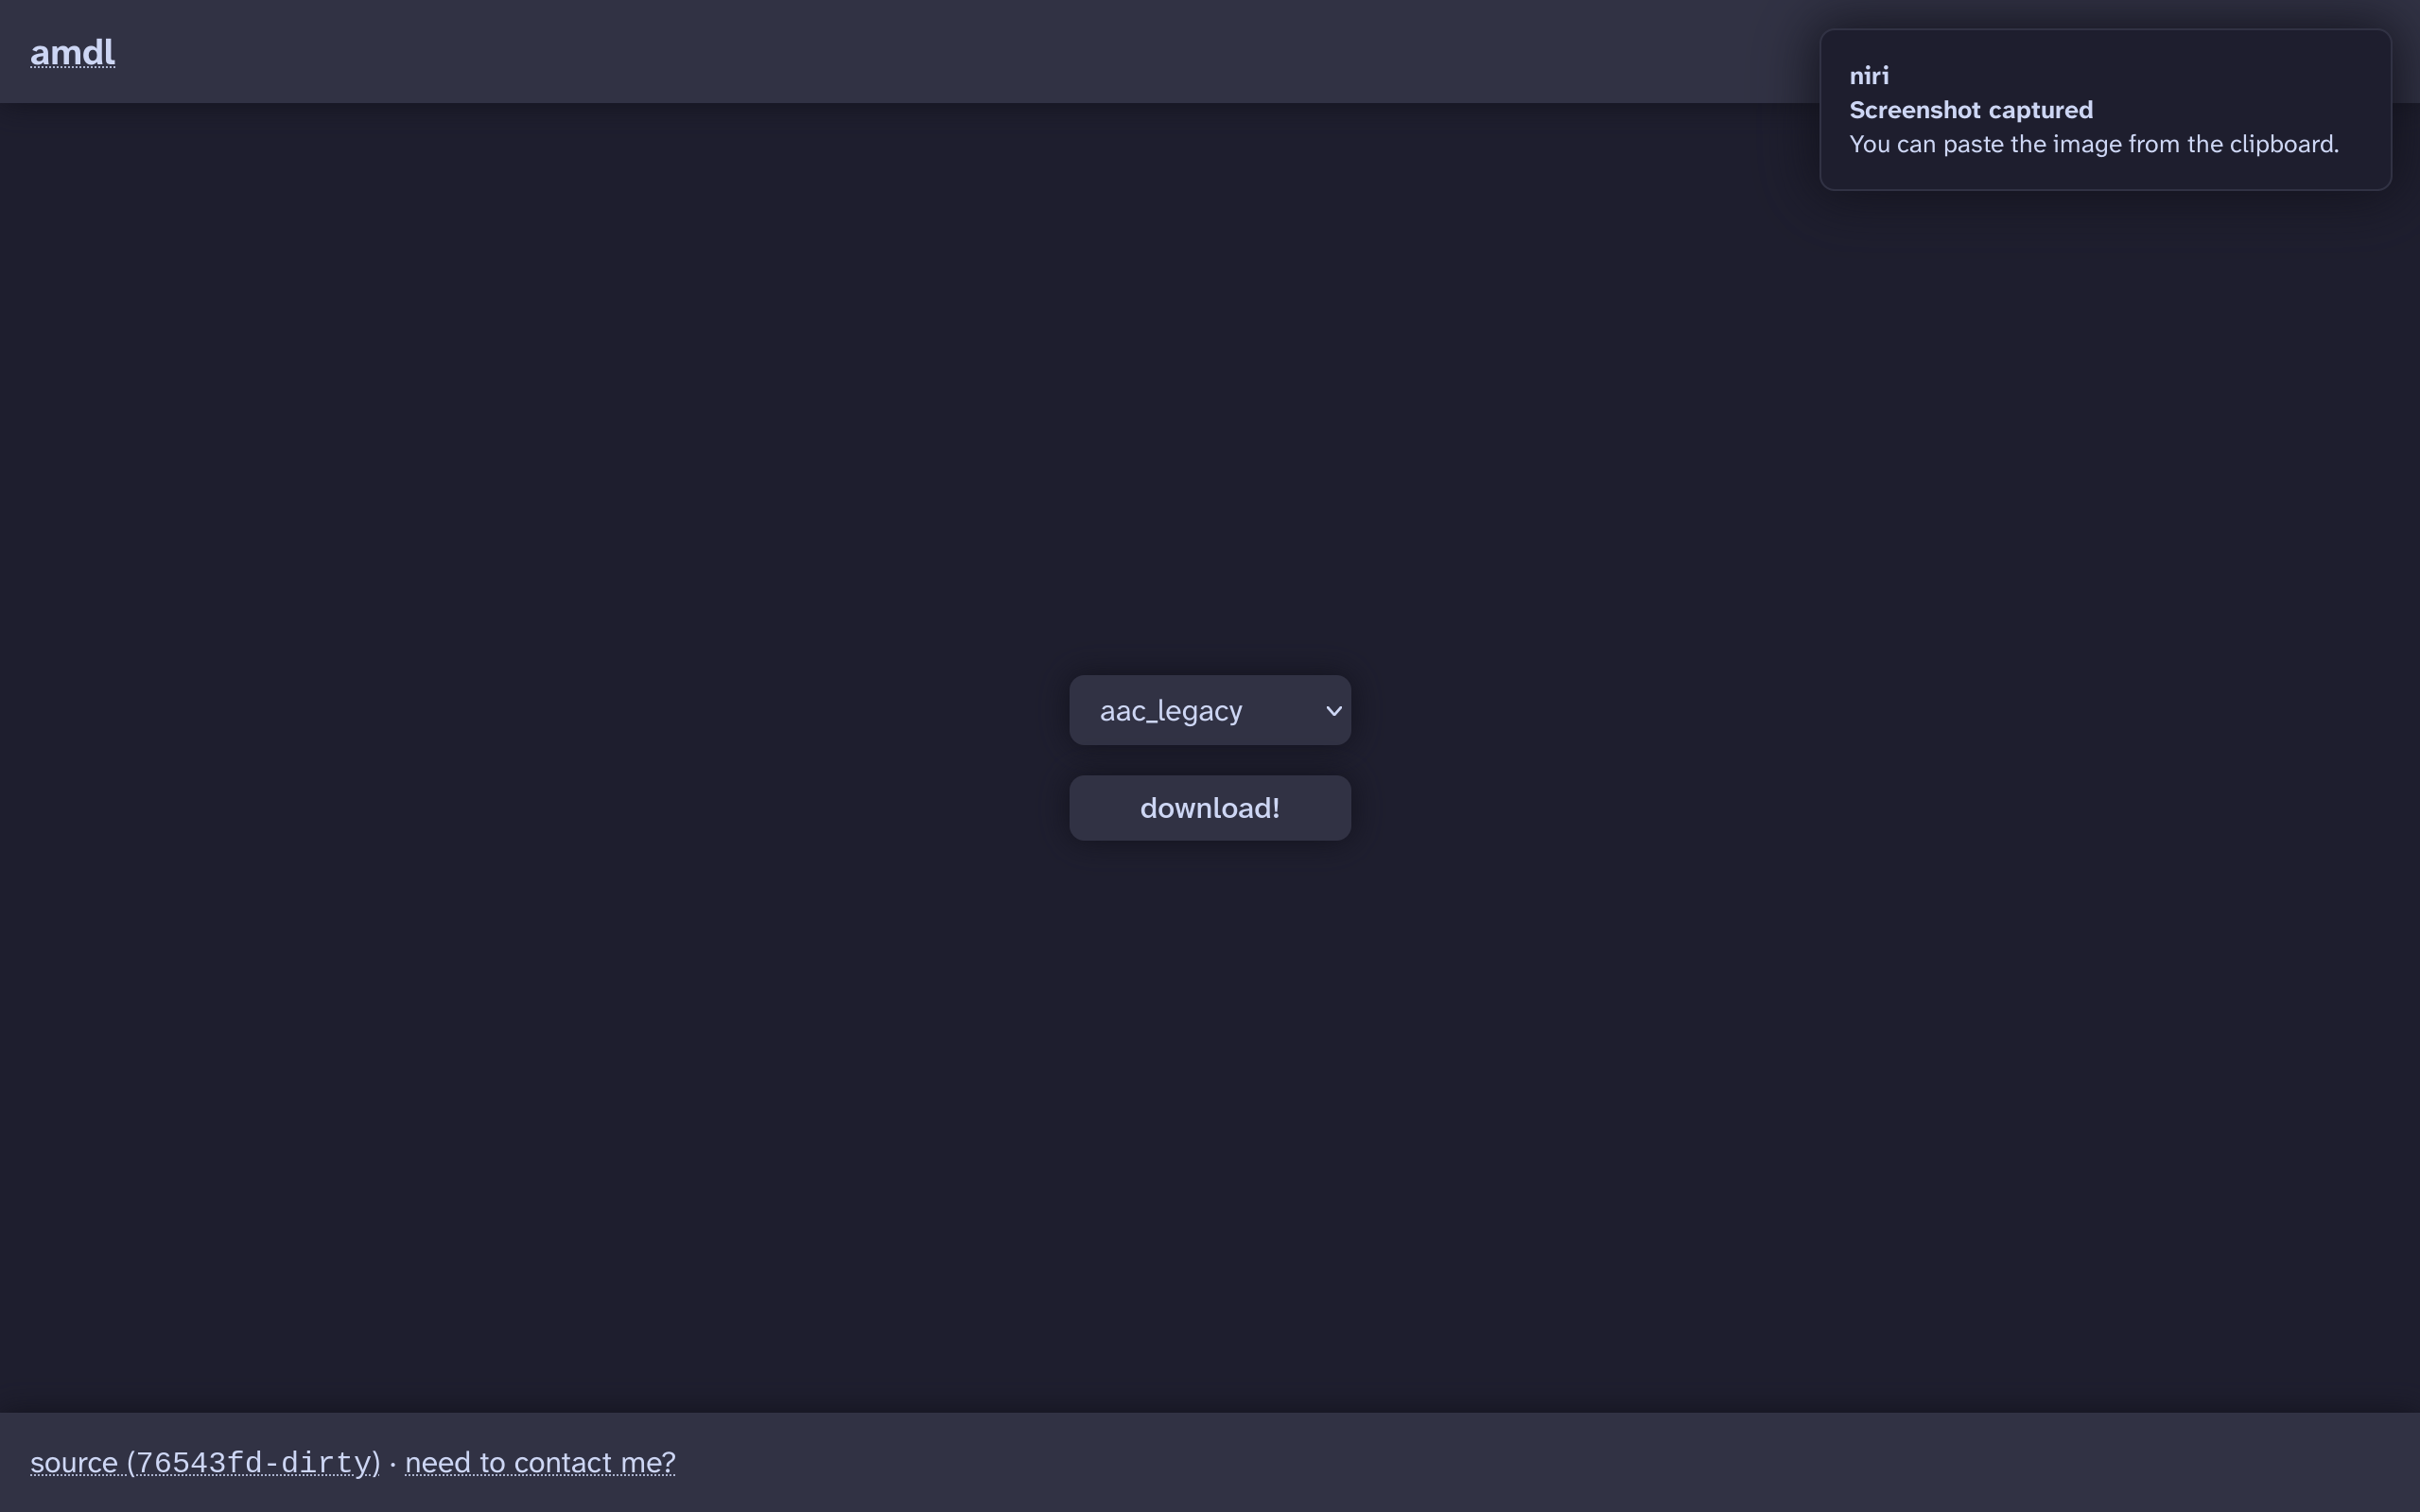 amdl
niri
Screenshot captured
You can paste the image from the clipboard.
aac_legacy
download!
source (76543fd-dirty) · need to contact me?